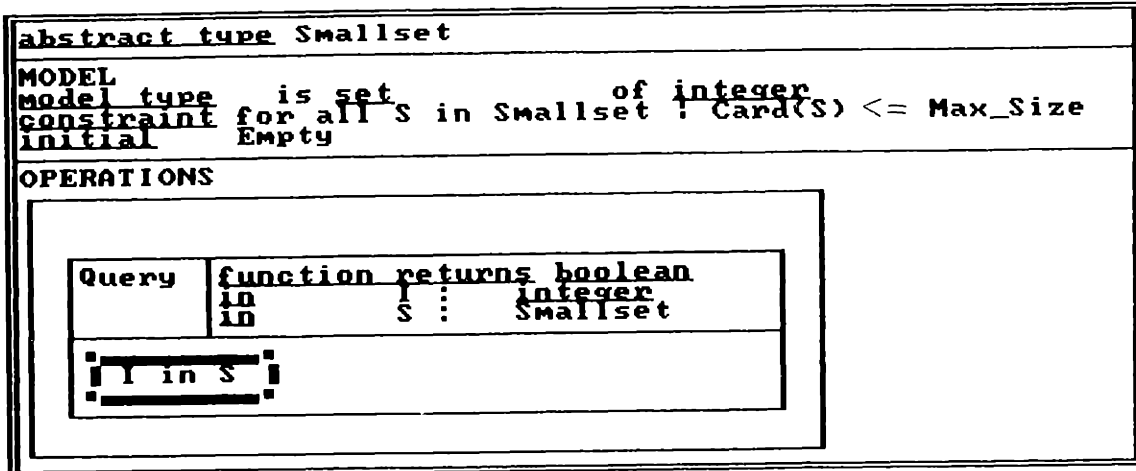 abstract type Smallset
MODEL
model type is set of integer
constraint for all S in Smallset : Card(S) <= Max_Size
initial Empty
OPERATIONS
Query function returns boolean
in I : integer
in S : Smallset
I in S